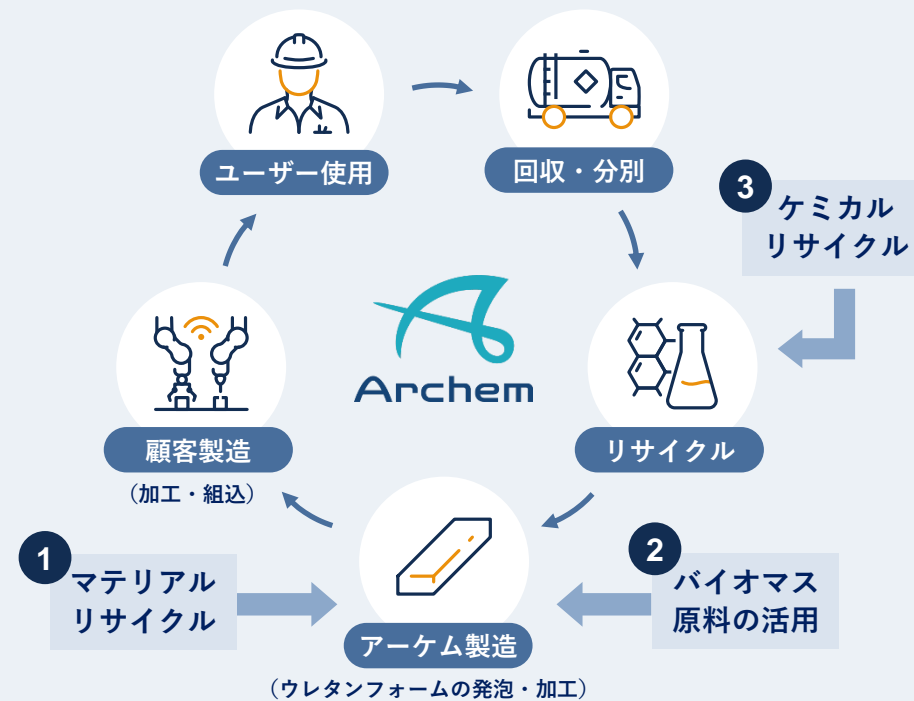 ユーザー使用
回収・分別
3
ケミカル
リサイクル
Archem
顧客製造
（加工・組込）
リサイクル
1
マテリアル
リサイクル
2
バイオマス
原料の活用
アーケム製造
（ウレタンフォームの発泡・加工）